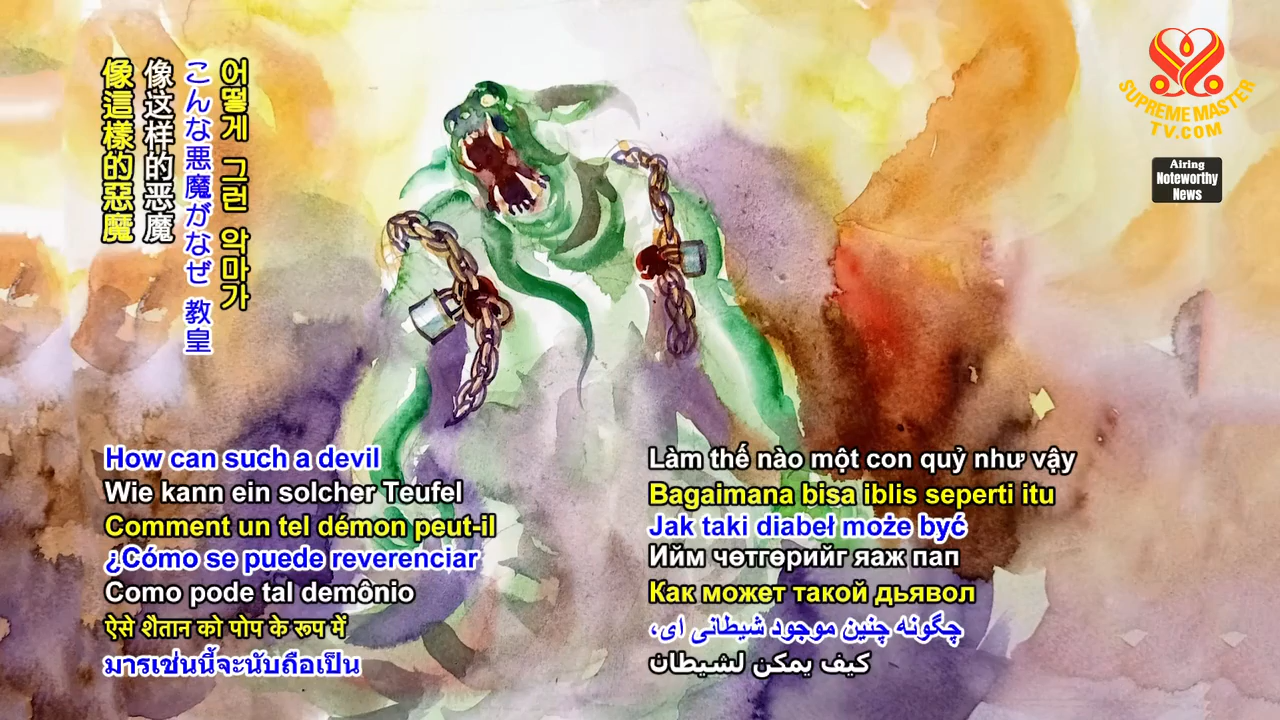 像這樣的惡魔
像这样的恶魔
こんな悪魔がなぜ 教皇
어떻게 그런 악마가
SUPREME MASTER
TV.COM
Airing
Noteworthy
News
How can such a devil
Wie kann ein solcher Teufel
Comment un tel démon peut-il
¿Cómo se puede reverenciar
Como pode tal demônio
ऐसे शैतान को पोप के रूप में
มารเช่นนี้จะนับถือเป็น
Làm thế nào một con quỷ như vậy
Bagaimana bisa iblis seperti itu
Jak taki diabeł może być
Ийм чөтгөрийг яаж пап
Как может такой дьявол
چگونه چنین موجود شیطانی ای،
كيف يمكن لشيطان